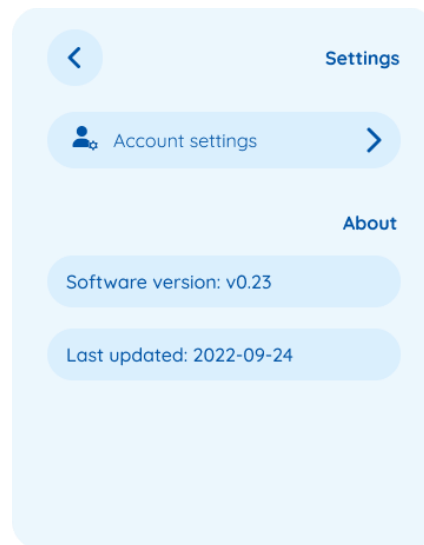 Settings
Account settings
About
Software version: v0.23
Last updated: 2022-09-24